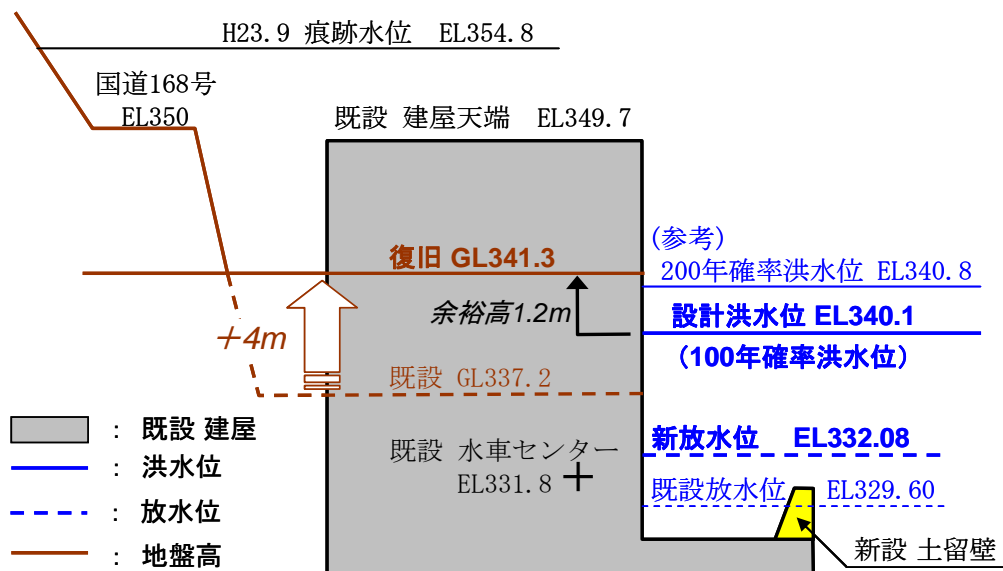 H23.9 痕跡水位 EL354.8
国道168号
EL350
既設 建屋天端 EL349.7
復旧 GL341.3
(参考)
200年確率洪水位 EL340.8
余裕高1.2m
設計洪水位 EL340.1
(100年確率洪水位)
+4m
既設 GL337.2
既設 水車センター
EL331.8
新放水位 EL332.08
既設放水位 EL329.60
新設 土留壁
: 既設 建屋
: 洪水位
: 放水位
: 地盤高